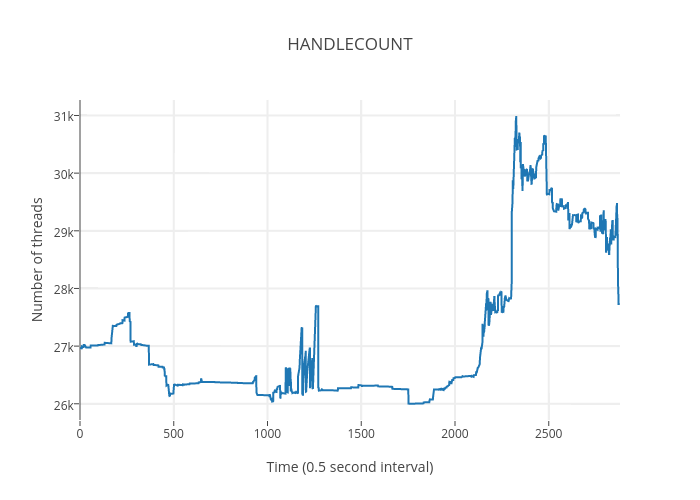 HANDLECOUNT
31k
30k
29k
28k
27k
26k
Number of threads
0
500
1000
1500
2000
2500
Time (0.5 second interval)